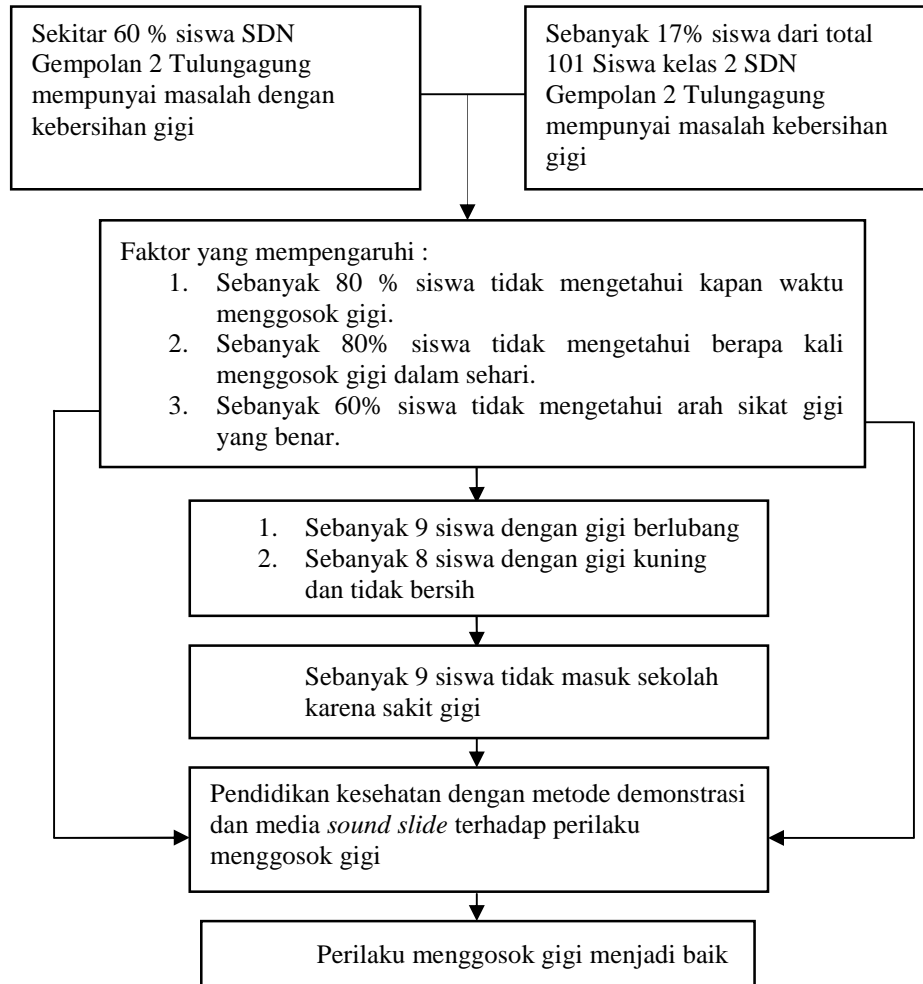 Sekitar 60 % siswa SDN
Gempolan 2 Tulungagung
mempunyai masalah dengan
kebersihan gigi
Sebanyak 17% siswa dari total
101 Siswa kelas 2 SDN
Gempolan 2 Tulungagung
mempunyai masalah kebersihan
gigi
Faktor yang mempengaruhi :
1. Sebanyak 80 % siswa tidak mengetahui kapan waktu
menggosok gigi.
2. Sebanyak 80% siswa tidak mengetahui berapa kali
menggosok gigi dalam sehari.
3. Sebanyak 60% siswa tidak mengetahui arah sikat gigi
yang benar.
1. Sebanyak 9 siswa dengan gigi berlubang
2. Sebanyak 8 siswa dengan gigi kuning
dan tidak bersih
Sebanyak 9 siswa tidak masuk sekolah
karena sakit gigi
Pendidikan kesehatan dengan metode demonstrasi
dan media sound slide terhadap perilaku
menggosok gigi
Perilaku menggosok gigi menjadi baik